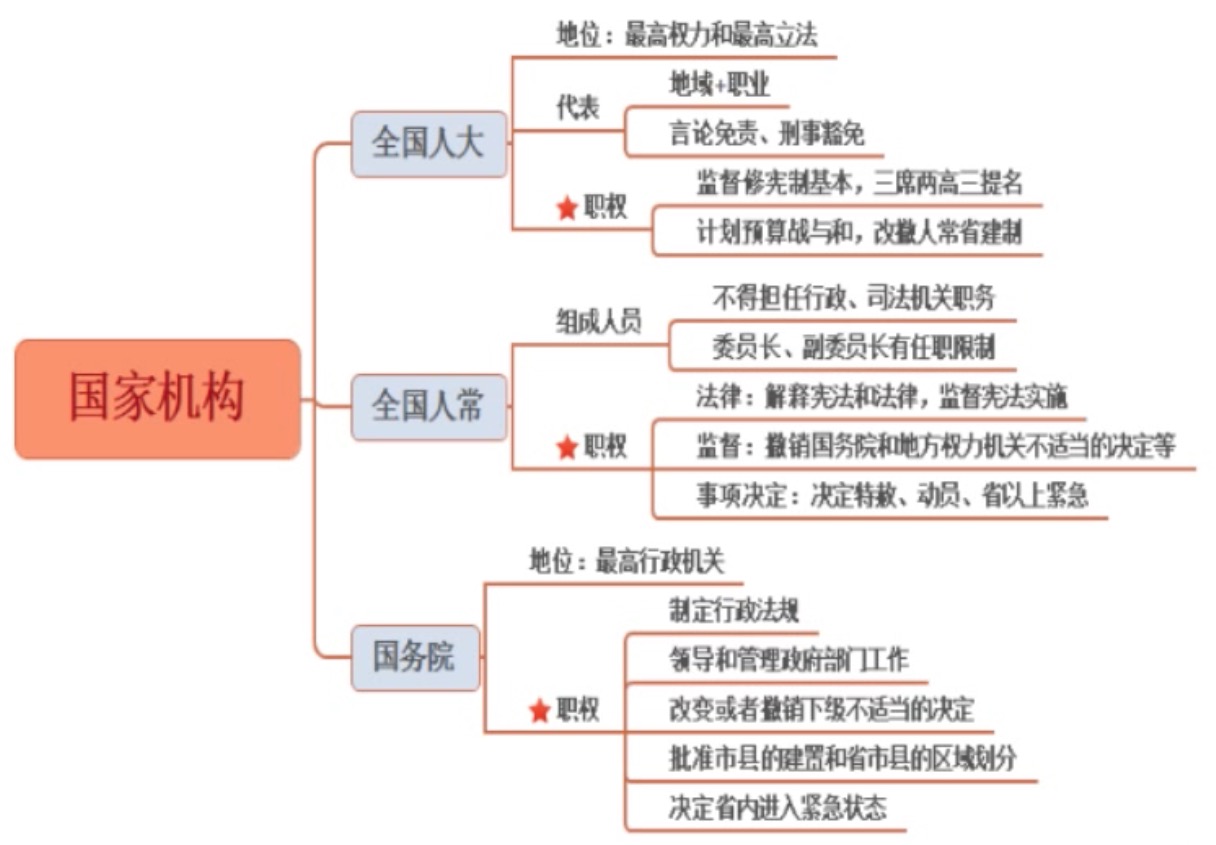 国家机构
全国人大
地位：最高权力和最高立法
代表
地域+职业
言论免责、刑事豁免
职权
监督修宪制基本，三席两高三提名
计划预算战与和，改撤人常省建制
全国人常
组成人员
不得担任行政、司法机关职务
委员长、副委员长有任职限制
职权
法律：解释宪法和法律，监督宪法实施
监督：撤销国务院和地方权力机关不适当的决定等
事项决定：决定特赦、动员、省以上紧急
国务院
地位：最高行政机关
职权
制定行政法规
领导和管理政府部门工作
改变或者撤销下级不适当的决定
批准市县的建置和省市县的区域划分
决定省内进入紧急状态